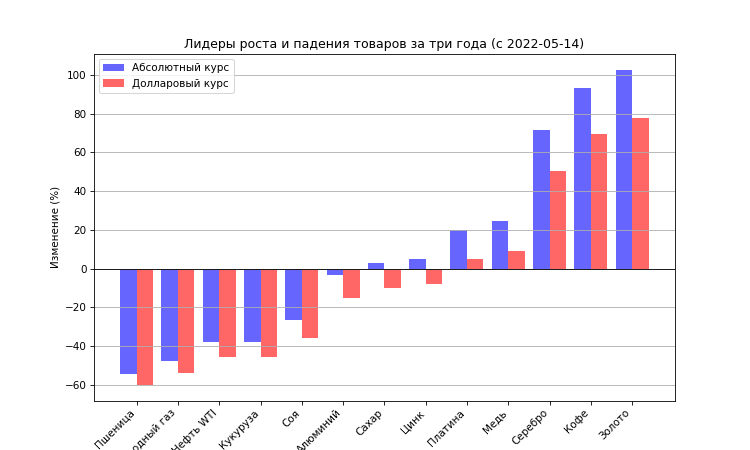 Лидеры роста и падения товаров за три года (с 2022-05-14)
Абсолютный курс
Долларовый курс
Изменение (%)
100
80
60
40
20
0
−20
−40
−60
Пшеница
одный газ
Нефть WTI
Кукуруза
Соя
Алюминий
Сахар
Цинк
Платина
Медь
Серебро
Кофе
Золото